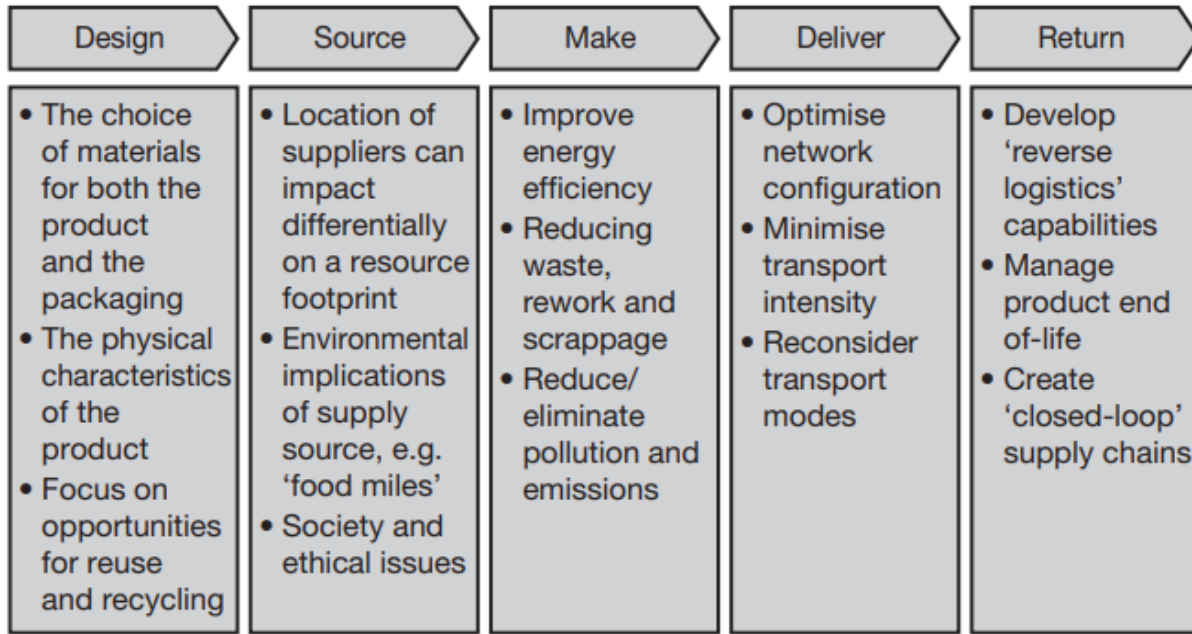 Design
Source
Make
Deliver
Return
• The choice
of materials
for both the
product
and the
packaging
• The physical
characteristics
of the
product
• Focus on
opportunities
for reuse
and recycling
• Location of
suppliers can
impact
differentially
on a resource
footprint
• Environmental
implications
of supply
source, e.g.
‘food miles’
• Society and
ethical issues
• Improve
energy
efficiency
• Reducing
waste,
rework and
scrappage
• Reduce/
eliminate
pollution and
emissions
• Optimise
network
configuration
• Minimise
transport
intensity
• Reconsider
transport
modes
• Develop
‘reverse
logistics’
capabilities
• Manage
product end
of-life
• Create
‘closed-loop’
supply chains